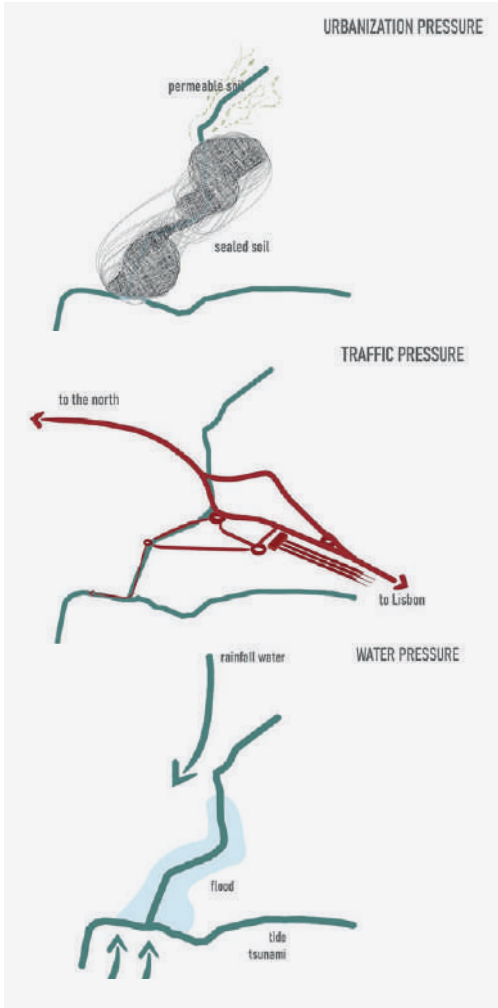 URBANIZATION PRESSURE
permeable soil
sealed soil
TRAFFIC PRESSURE
to the north
to Lisbon
WATER PRESSURE
rainfall water
flood
tide
tsunami